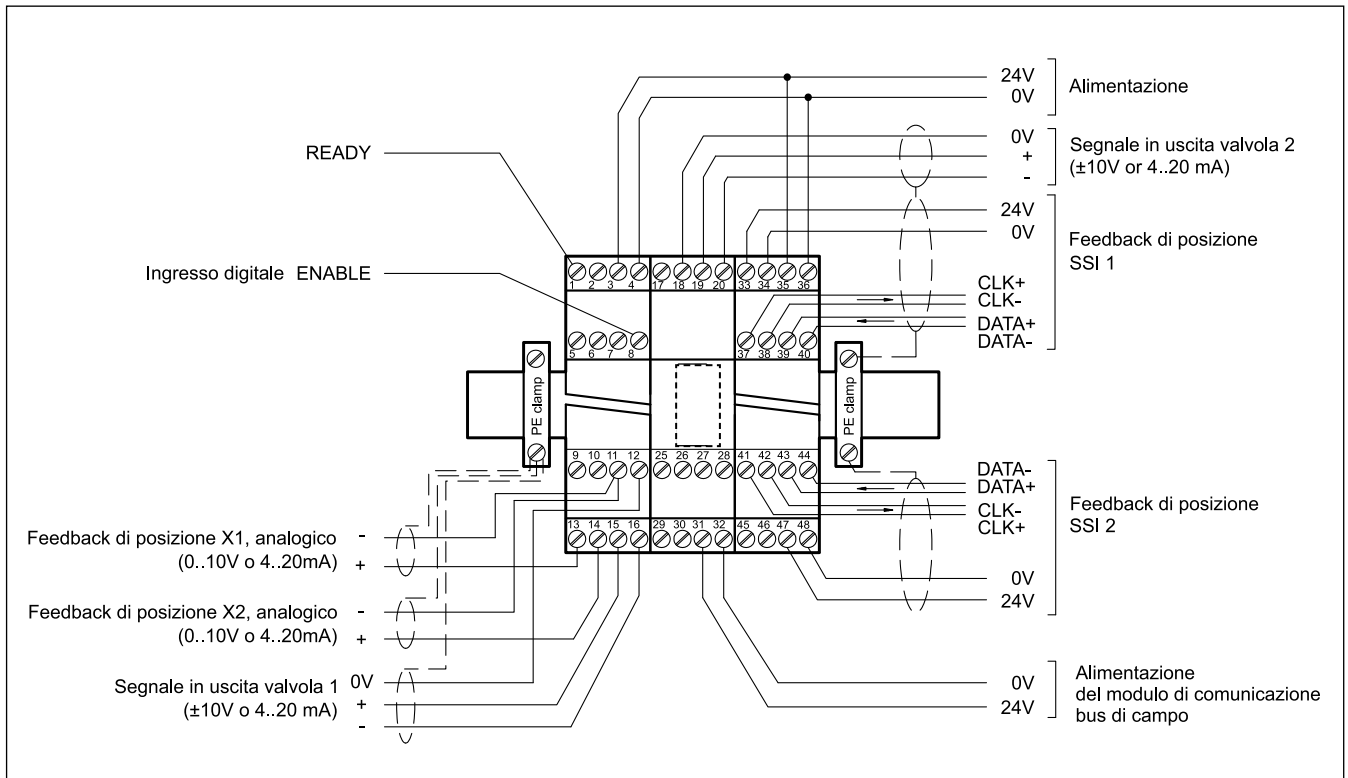 24V
0V
Alimentazione
0V
+
-
Segnale in uscita valvola 2
(±10V or 4..20 mA)
READY
24V
0V
Feedback di posizione
SSI 1
Ingresso digitale ENABLE
1 2 3 4 17 18 19 20 33 34 35 36
CLK+
CLK-
DATA+
DATA-
5 6 7 8 37 38 39 40
PE clamp
PE clamp
9 10 11 12 25 26 27 28 41 42 43 44
DATA-
DATA+
CLK-
CLK+
Feedback di posizione
SSI 2
13 14 15 16 29 30 31 32 45 46 47 48
Feedback di posizione X1, analogico -
(0..10V o 4..20mA) +
0V
24V
Feedback di posizione X2, analogico -
(0..10V o 4..20mA) +
Segnale in uscita valvola 1 0V
(±10V o 4..20 mA) +
-
0V
24V
Alimentazione
del modulo di comunicazione
bus di campo